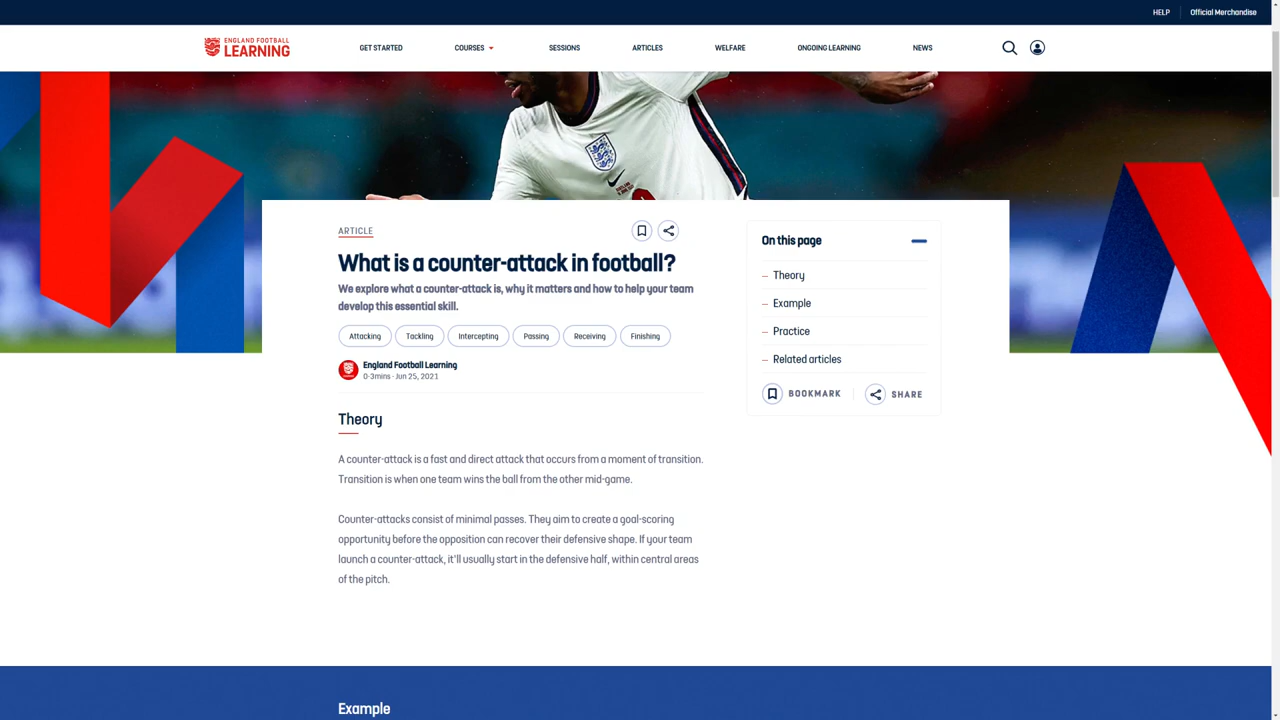 HELP
Official Merchandise
ENGLAND FOOTBALL
LEARNING
GET STARTED
COURSES
SESSIONS
ARTICLES
WELFARE
ONGOING LEARNING
NEWS
ARTICLE
What is a counter-attack in football?
We explore what a counter-attack is, why it matters and how to help your team
develop this essential skill.
Attacking
Tackling
Intercepting
Passing
Receiving
Finishing
England Football Learning
0-3mins - Jun 25, 2021
On this page
Theory
Example
Practice
Related articles
BOOKMARK
SHARE
Theory
A counter-attack is a fast and direct attack that occurs from a moment of transition.
Transition is when one team wins the ball from the other mid-game.
Counter-attacks consist of minimal passes. They aim to create a goal-scoring
opportunity before the opposition can recover their defensive shape. If your team
launch a counter-attack, it'll usually start in the defensive half, within central areas
of the pitch.
Example